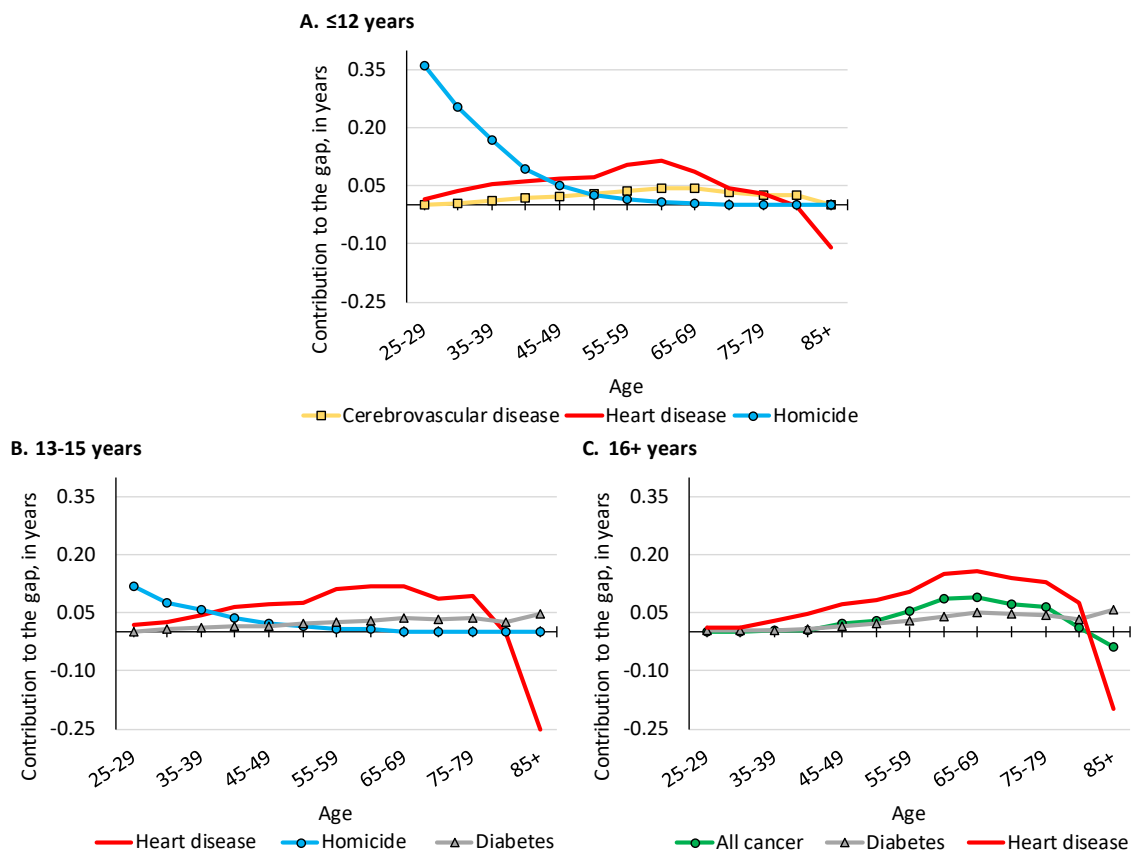 A. ≤12 years
Contribution to the gap, in years
0.35
0.20
0.05
-0.10
-0.25
25-29 35-39 45-49 55-59 65-69 75-79 85+
Age
Cerebrovascular disease Heart disease Homicide
B. 13-15 years
Contribution to the gap, in years
0.35
0.20
0.05
-0.10
-0.25
25-29 35-39 45-49 55-59 65-69 75-79 85+
Age
Heart disease Homicide Diabetes
C. 16+ years
Contribution to the gap, in years
0.35
0.20
0.05
-0.10
-0.25
25-29 35-39 45-49 55-59 65-69 75-79 85+
Age
All cancer Diabetes Heart disease